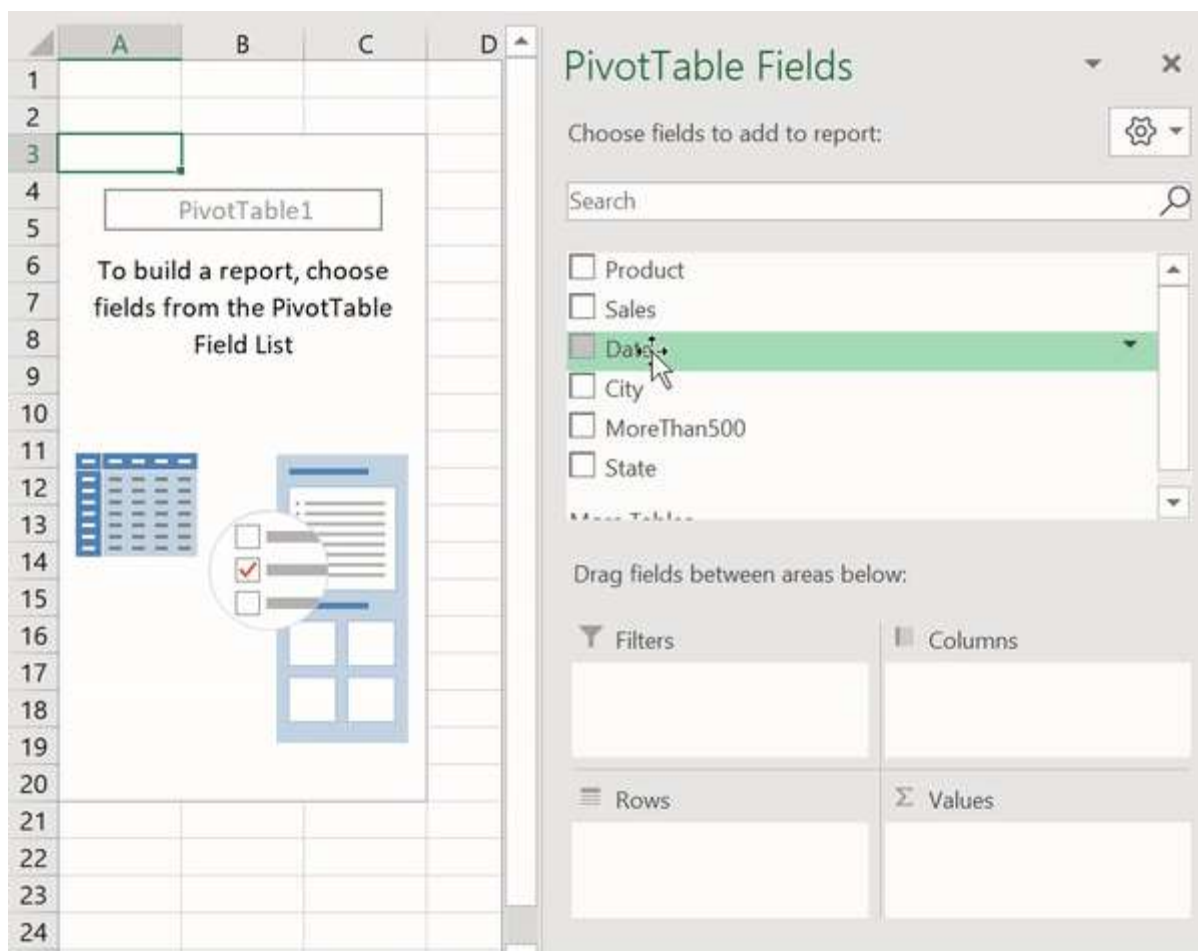 A B C D
PivotTable Fields
1
2
Choose fields to add to report:
3
4
PivotTable1
Search
5
6
To build a report, choose
Product
7
fields from the PivotTable
Sales
8
Field List
Date
9
City
10
MoreThan500
11
State
12
13
More Tables
14
Drag fields between areas below:
15
16
Filters
Columns
17
18
19
20
Rows
Values
21
22
23
24